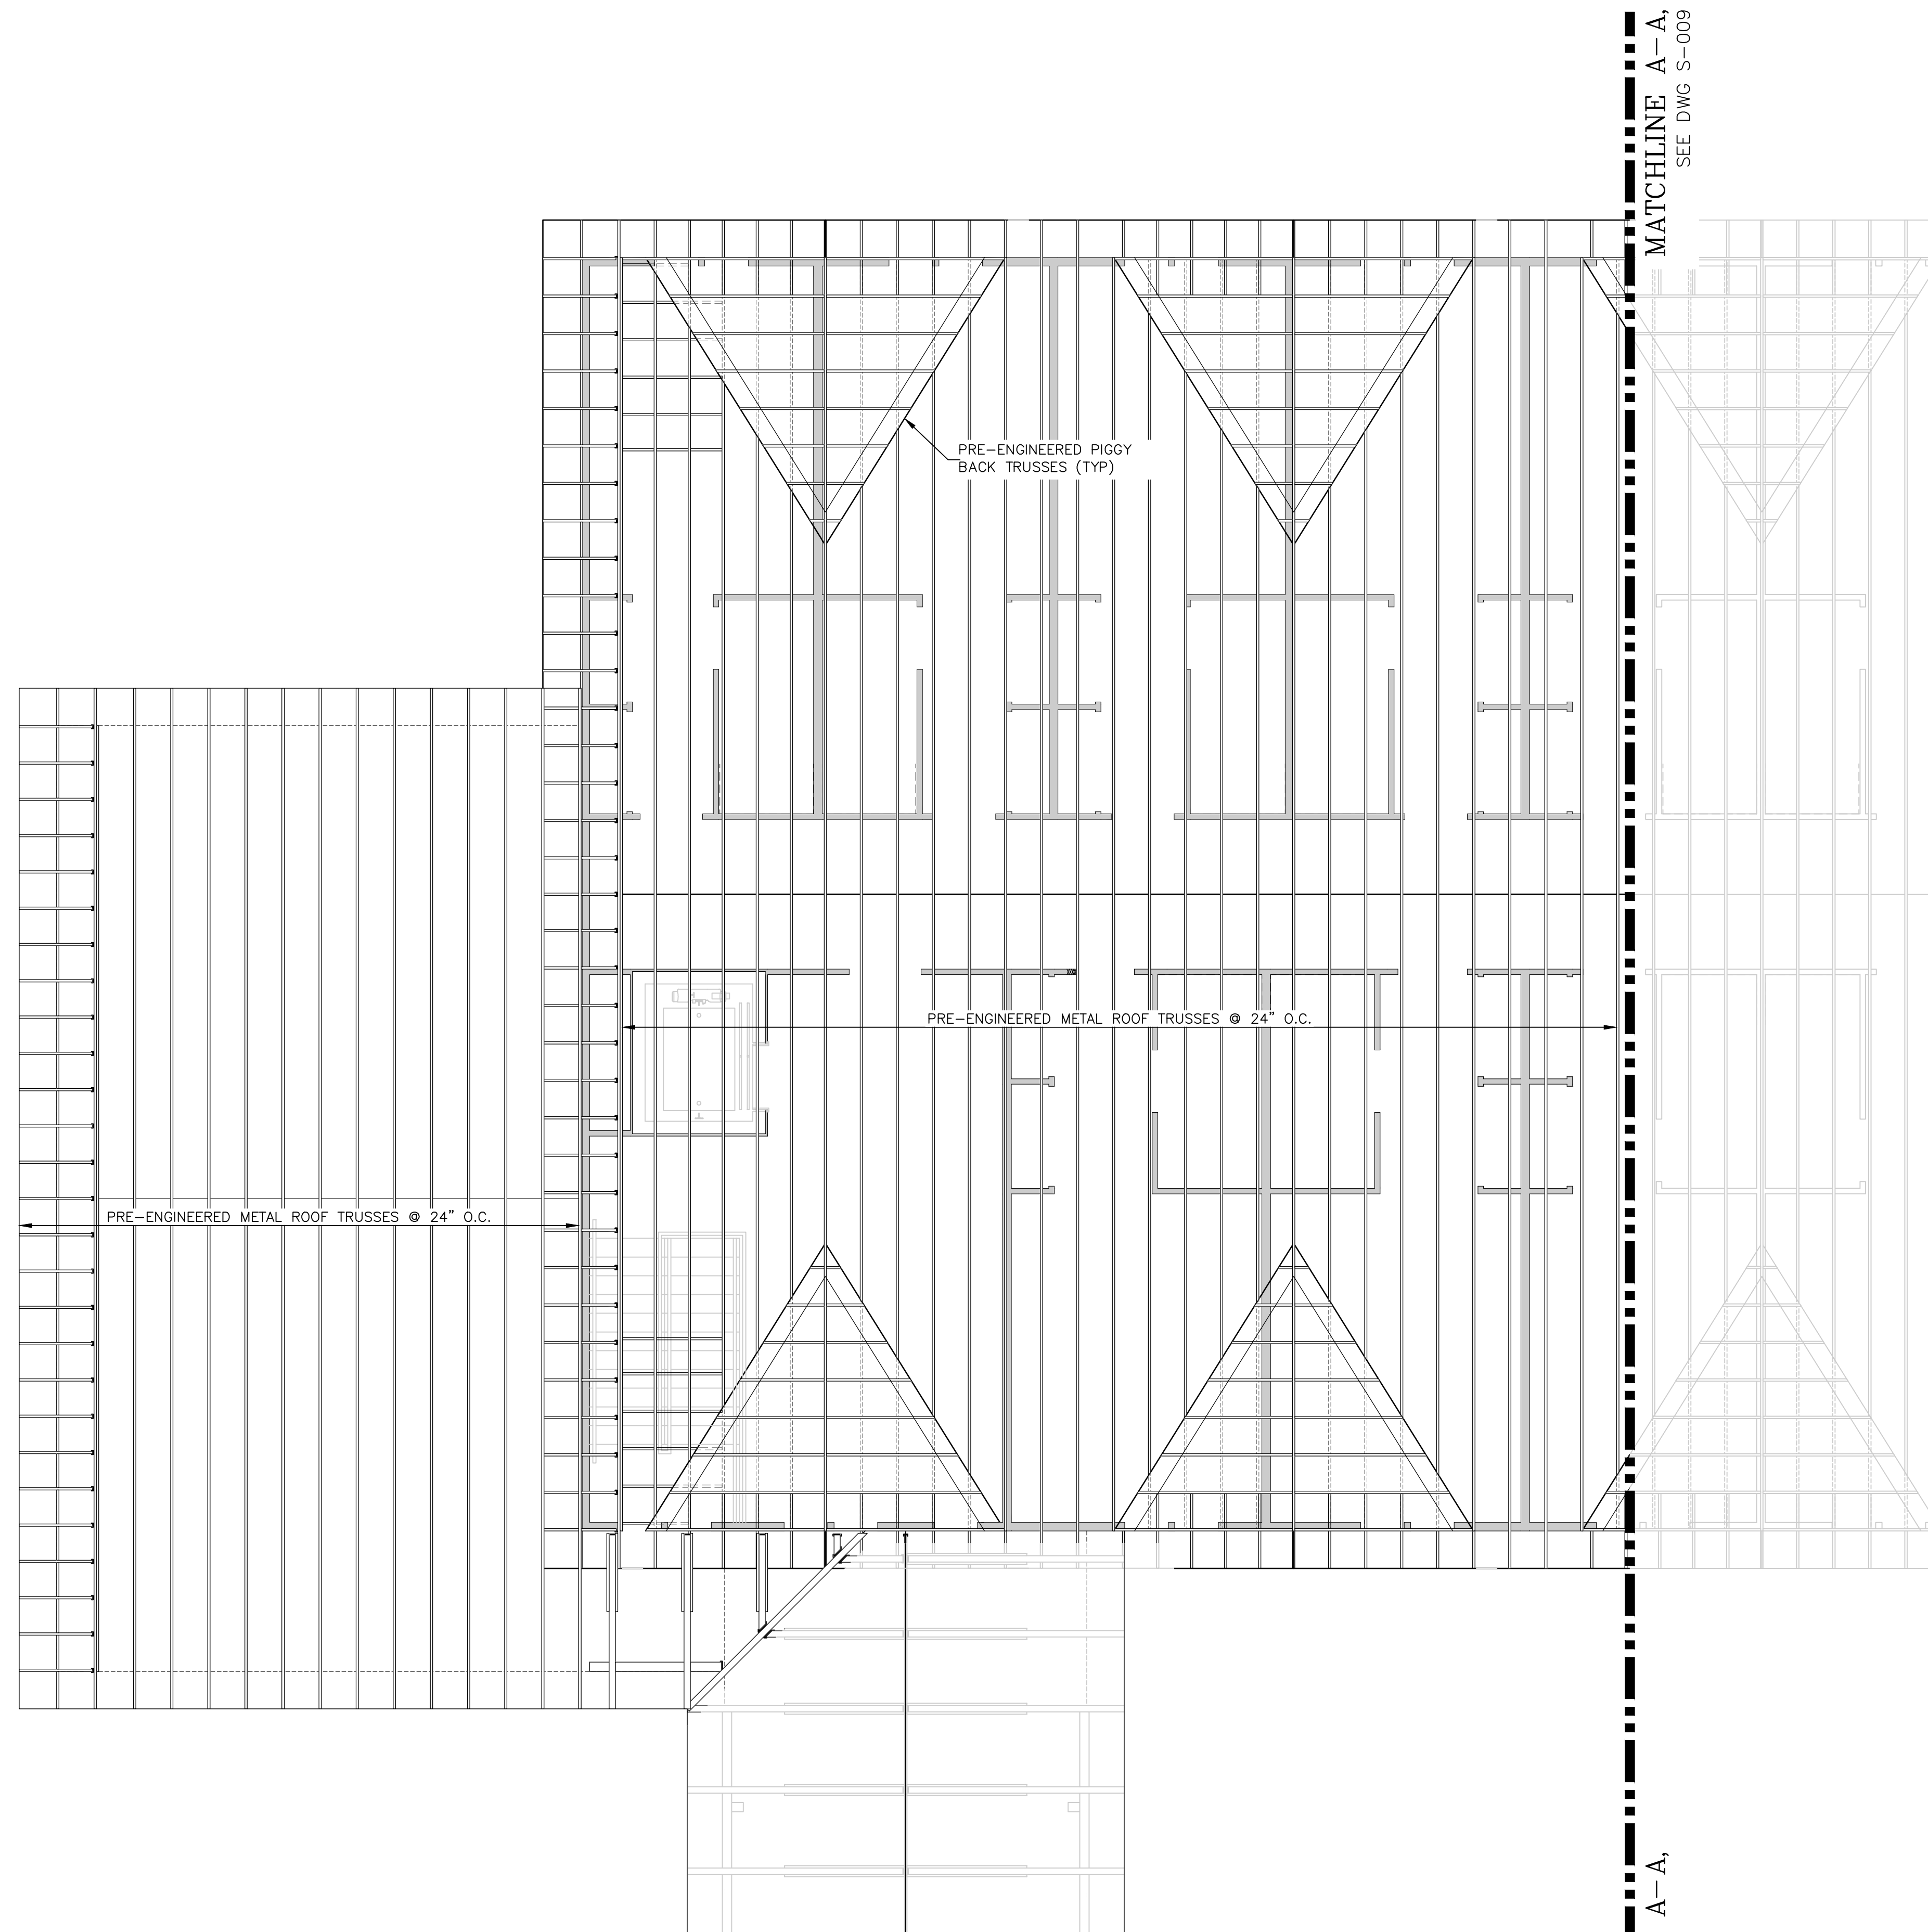 MATCHLINE A-A,
SEE DWG S-009
PRE-ENGINEERED PIGGY
BACK TRUSSES (TYP)
PRE-ENGINEERED METAL ROOF TRUSSES @ 24" O.C.
PRE-ENGINEERED METAL ROOF TRUSSES @ 24" O.C.
A-A,